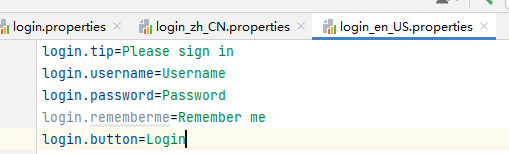 login.properties login_zh_CN.properties login_en_US.properties
login.tip=Please sign in
login.username=Username
login.password=Password
login.rememberme=Remember me
login.button=Login